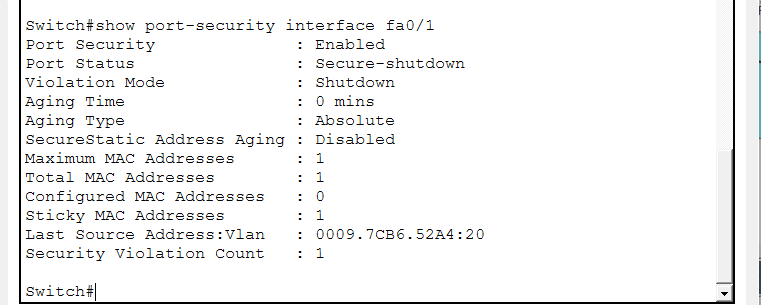 Switch#show port-security interface fa0/1
Port Security              : Enabled
Port Status                : Secure-shutdown
Violation Mode             : Shutdown
Aging Time                 : 0 mins
Aging Type                 : Absolute
SecureStatic Address Aging : Disabled
Maximum MAC Addresses      : 1
Total MAC Addresses        : 1
Configured MAC Addresses   : 0
Sticky MAC Addresses       : 1
Last Source Address:Vlan   : 0009.7CB6.52A4:20
Security Violation Count   : 1
Switch#